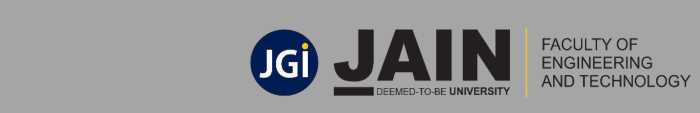 JGi
JAIN
DEEMED-TO-BE UNIVERSITY
FACULTY OF
ENGINEERING
AND TECHNOLOGY